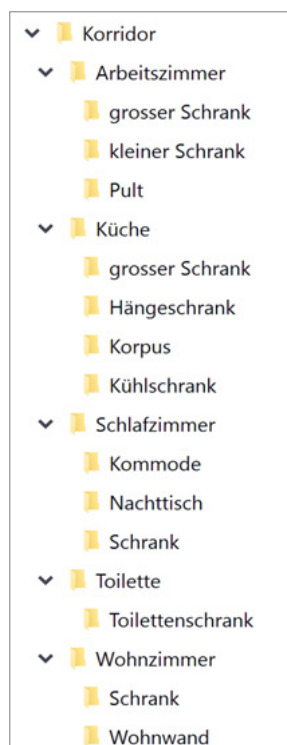 Korridor
Arbeitszimmer
grosser Schrank
kleiner Schrank
Pult
Küche
grosser Schrank
Hängeschrank
Korpus
Kühlschrank
Schlafzimmer
Kommode
Nachttisch
Schrank
Toilette
Toilettenschrank
Wohnzimmer
Schrank
Wohnwand